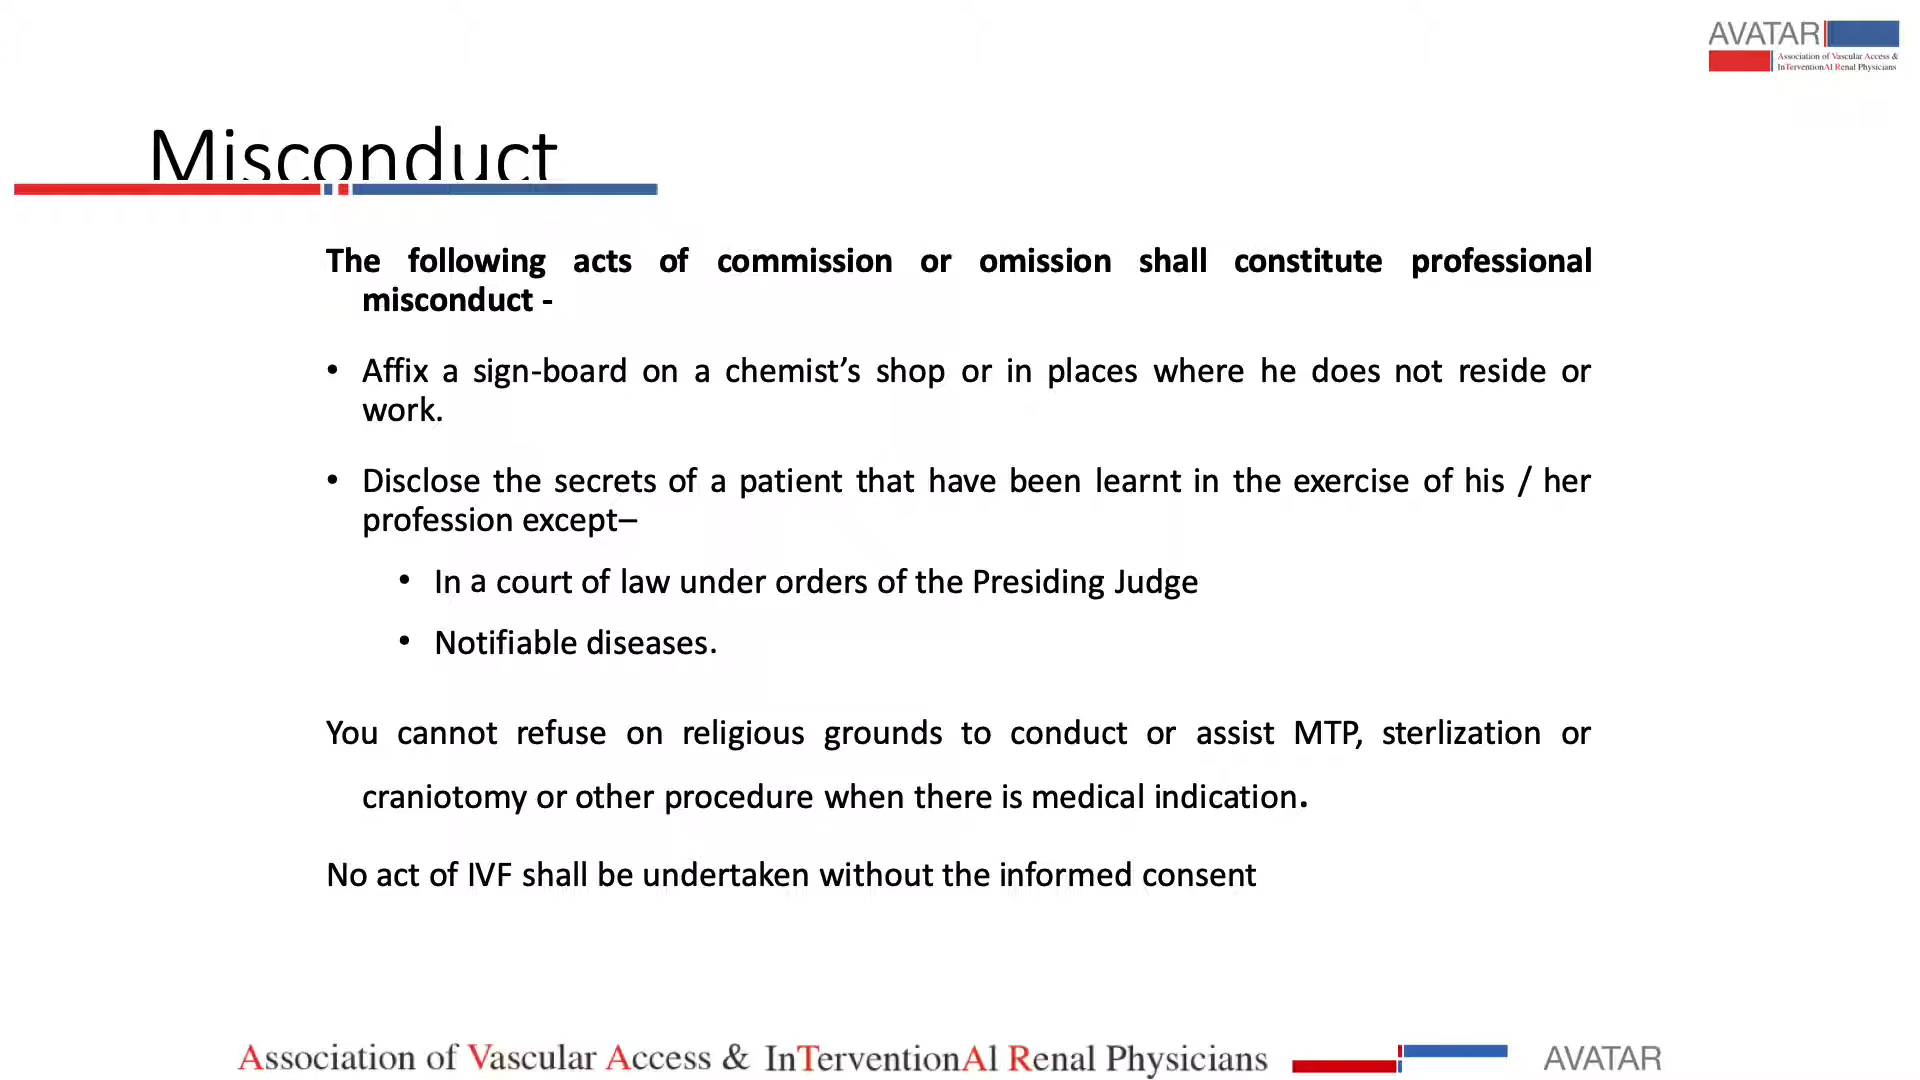 AVATAR
Association of Vascular Access &
InTerventionAl Renal Physicians
Misconduct
The following acts of commission or omission shall constitute professional
misconduct -
• Affix a sign-board on a chemist’s shop or in places where he does not reside or
work.
• Disclose the secrets of a patient that have been learnt in the exercise of his / her
profession except–
• In a court of law under orders of the Presiding Judge
• Notifiable diseases.
You cannot refuse on religious grounds to conduct or assist MTP, sterlization or
craniotomy or other procedure when there is medical indication.
No act of IVF shall be undertaken without the informed consent
Association of Vascular Access & InTerventionAl Renal Physicians AVATAR